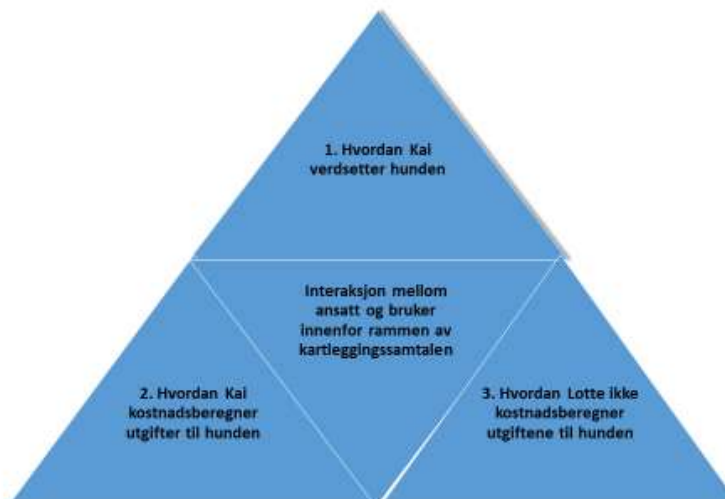 1. Hvordan Kai
verdsetter hunden
Interaksjon mellom
ansatt og bruker
innenfor rammen av
kartleggingssamtalen
2. Hvordan Kai
kostnadsberegner
utgifter til hunden
3. Hvordan Lotte ikke
kostnadsberegner
utgiftene til hunden